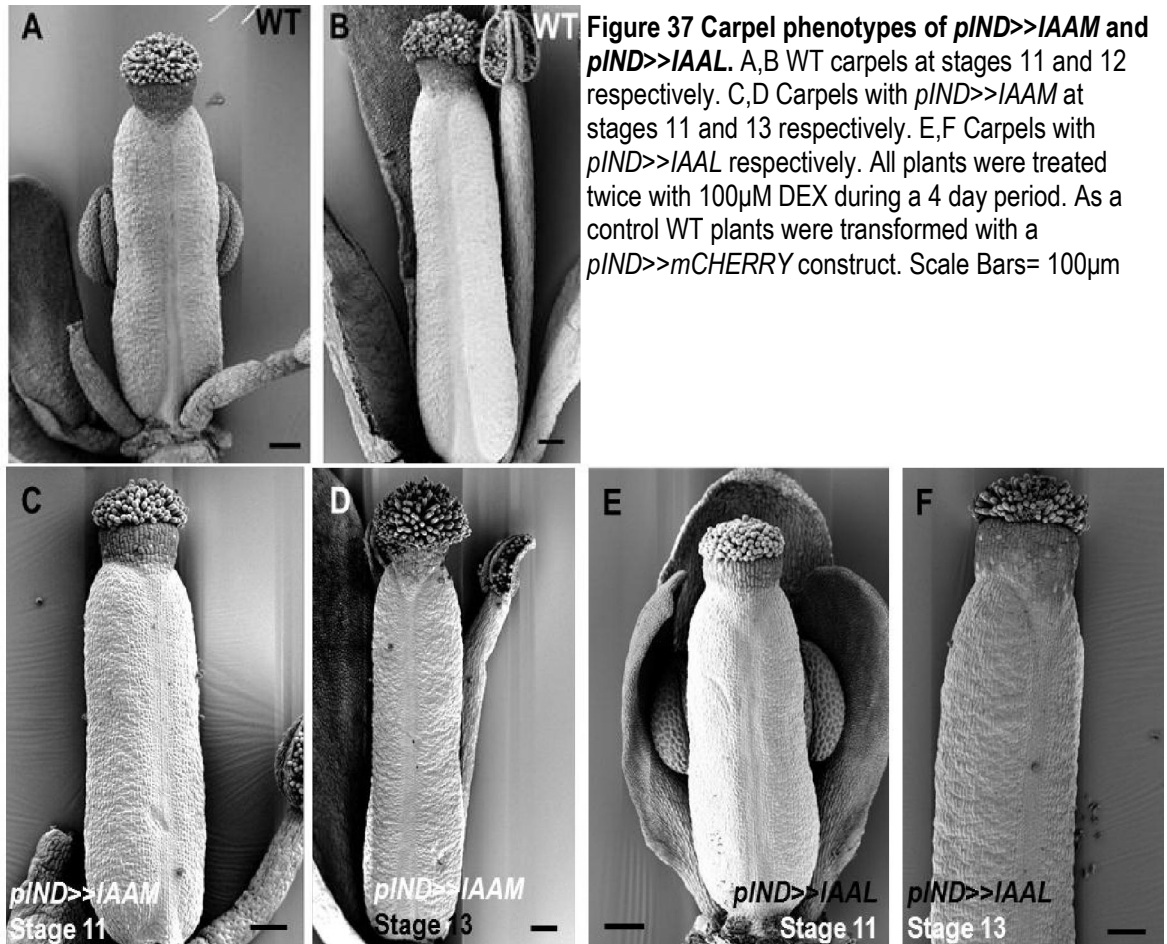 A
WT
B
WT
Figure 37 Carpel phenotypes of pIND>>IAAM and
pIND>>IAAL. A,B WT carpels at stages 11 and 12
respectively. C,D Carpels with pIND>>IAAM at
stages 11 and 13 respectively. E,F Carpels with
pIND>>IAAL respectively. All plants were treated
twice with 100µM DEX during a 4 day period. As a
control WT plants were transformed with a
pIND>>mCHERRY construct. Scale Bars= 100µm
C
D
E
F
pIND>>IAAM
Stage 11
pIND>>IAAM
Stage 13
pIND>>IAAL
Stage 11
pIND>>IAAL
Stage 13